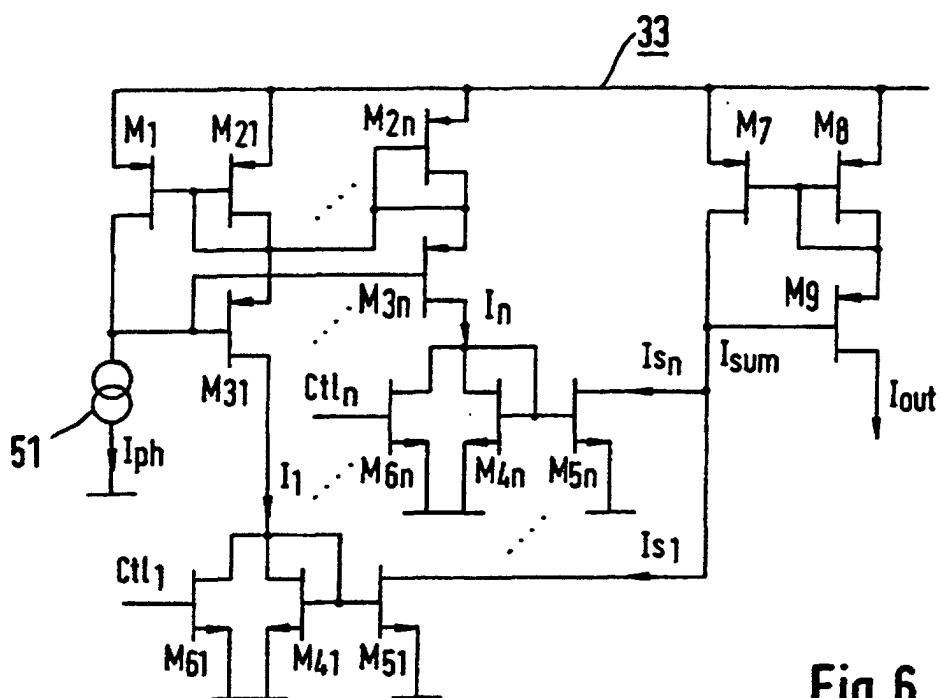 33
M1
M21
M2n
M7
M8
M3n
In
M9
M31
Ctln
Isn
Isum
Iout
51
Iph
I1
M6n
M4n
M5n
Ctl1
Is1
M61
M41
M51
Fig.6